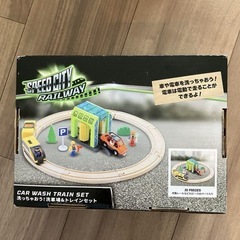 SPEED CITY
RAILWAY
車や電車を洗っちゃおう！
電車は電動で走ることが
できるよ！
P
20 PIECES
CAR WASH TRAIN SET
洗っちゃおう！洗車場&トレインセット